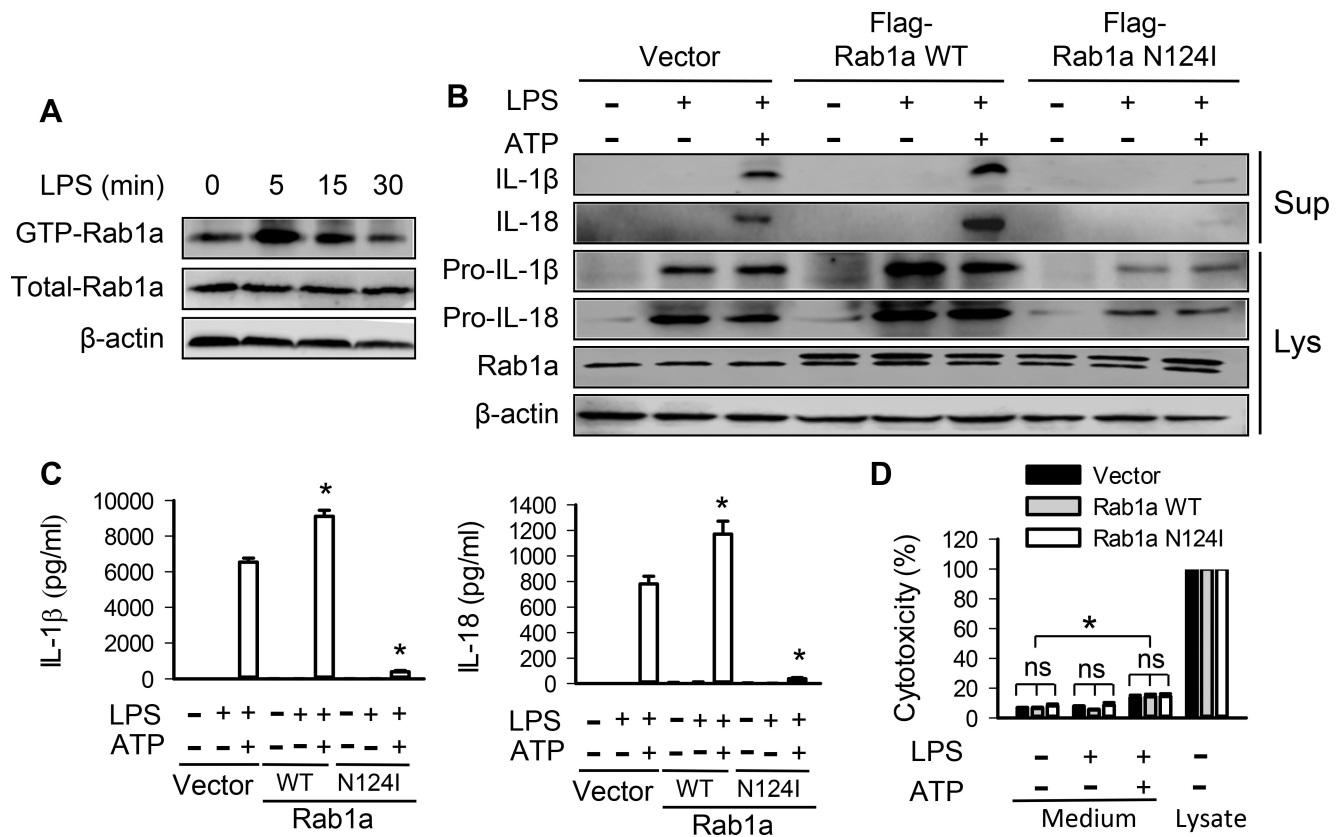 A
LPS (min) 0 5 15 30
GTP-Rab1a
Total-Rab1a
β-actin
B
Vector
Flag-
Rab1a WT
Flag-
Rab1a N124I
LPS - + + - + + - + +
ATP - - + - - + - - +
IL-1β
IL-18
Sup
Pro-IL-1β
Pro-IL-18
Rab1a
β-actin
Lys
C
IL-1β (pg/ml)
10000
8000
6000
4000
2000
0
* *
LPS - + + - + + - + +
ATP - - + - - + - - +
Vector WT N124I
Rab1a
IL-18 (pg/ml)
1400
1200
1000
800
600
400
200
0
* *
LPS - + + - + + - + +
ATP - - + - - + - - +
Vector WT N124I
Rab1a
D
Vector
Rab1a WT
Rab1a N124I
Cytotoxicity (%)
120
100
80
60
40
20
0
*
ns ns ns
LPS - + + -
ATP - - + -
Medium Lysate